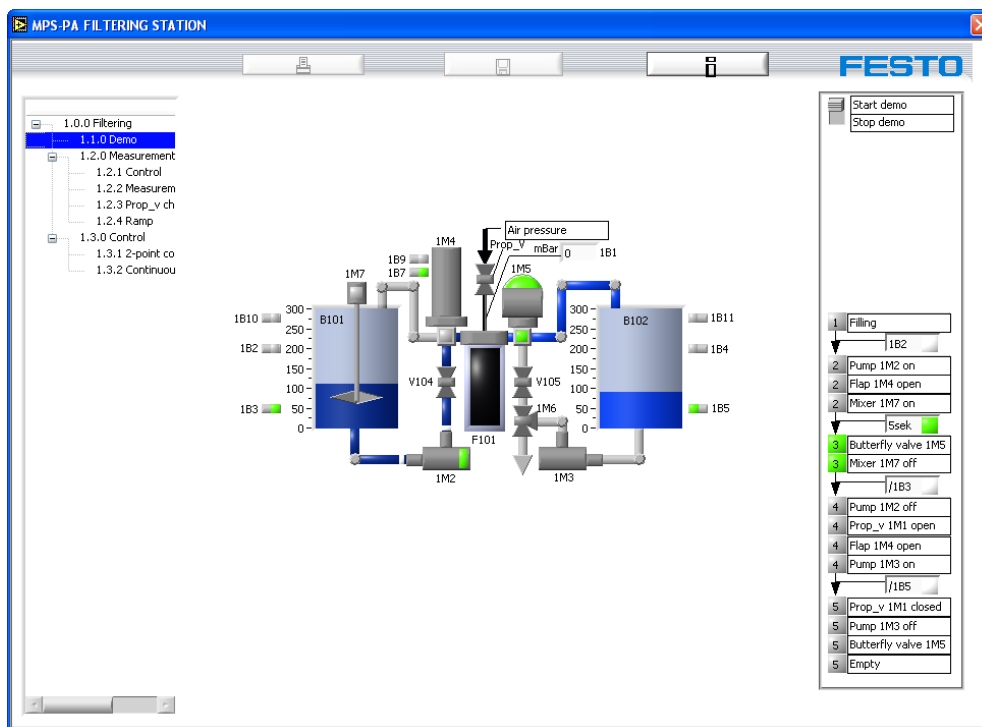 MPS-PA FILTERING STATION
FESTO
1.0.0 Filtering
1.1.0 Demo
1.2.0 Measurement
1.2.1 Control
1.2.2 Measurem
1.2.3 Prop_v ch
1.2.4 Ramp
1.3.0 Control
1.3.1 2-point co
1.3.2 Continuou
Start demo
Stop demo
Air pressure
Prop_V
mBar
0
1B1
1M4
1B9
1B7
1M5
1M7
B101
300
250
200
150
100
50
0
1B10
1B2
1B3
V104
F101
V105
1M6
1M2
1M3
300
250
200
150
100
50
0
B102
1B11
1B4
1B5
1 Filling
1B2
2 Pump 1M2 on
2 Flap 1M4 open
2 Mixer 1M7 on
5sek
3 Butterfly valve 1M5
3 Mixer 1M7 off
/1B3
4 Pump 1M2 off
4 Prop_v 1M1 open
4 Flap 1M4 open
4 Pump 1M3 on
/1B5
5 Prop_v 1M1 closed
5 Pump 1M3 off
5 Butterfly valve 1M5
5 Empty